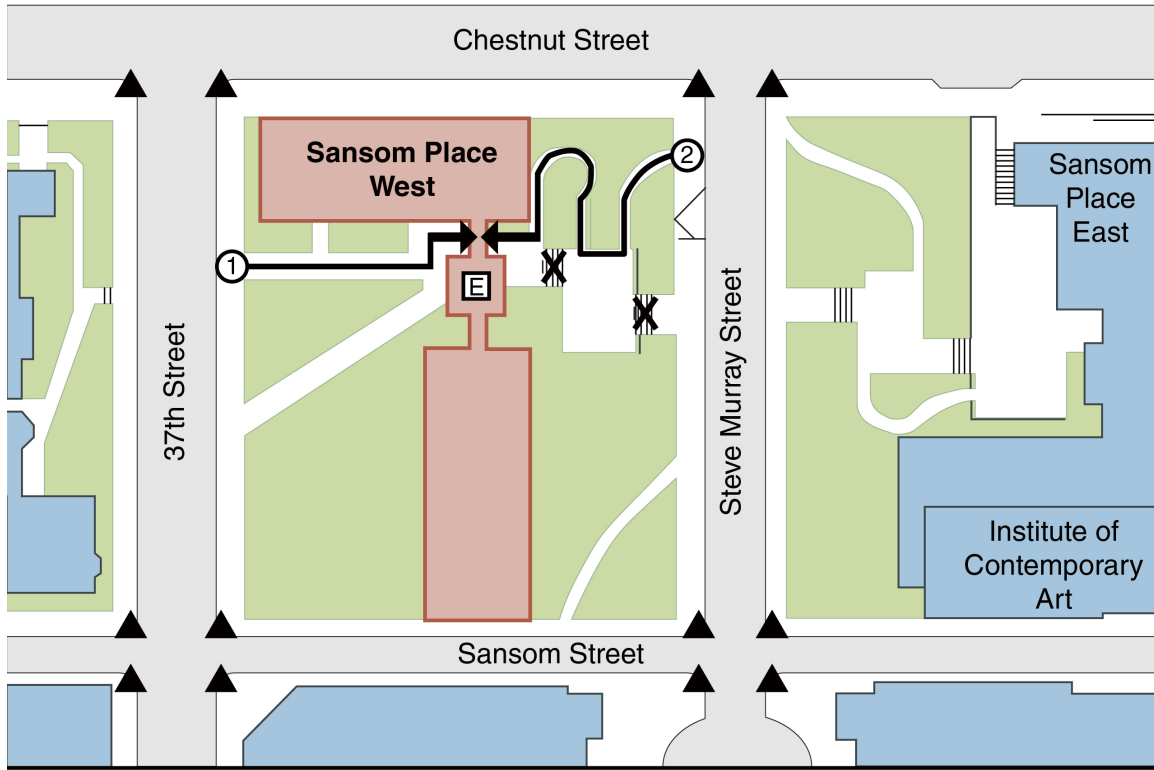 Chestnut Street
Sansom Place
West
2
Sansom
Place
East
1
E
37th Street
Steve Murray Street
Institute of
Contemporary
Art
Sansom Street